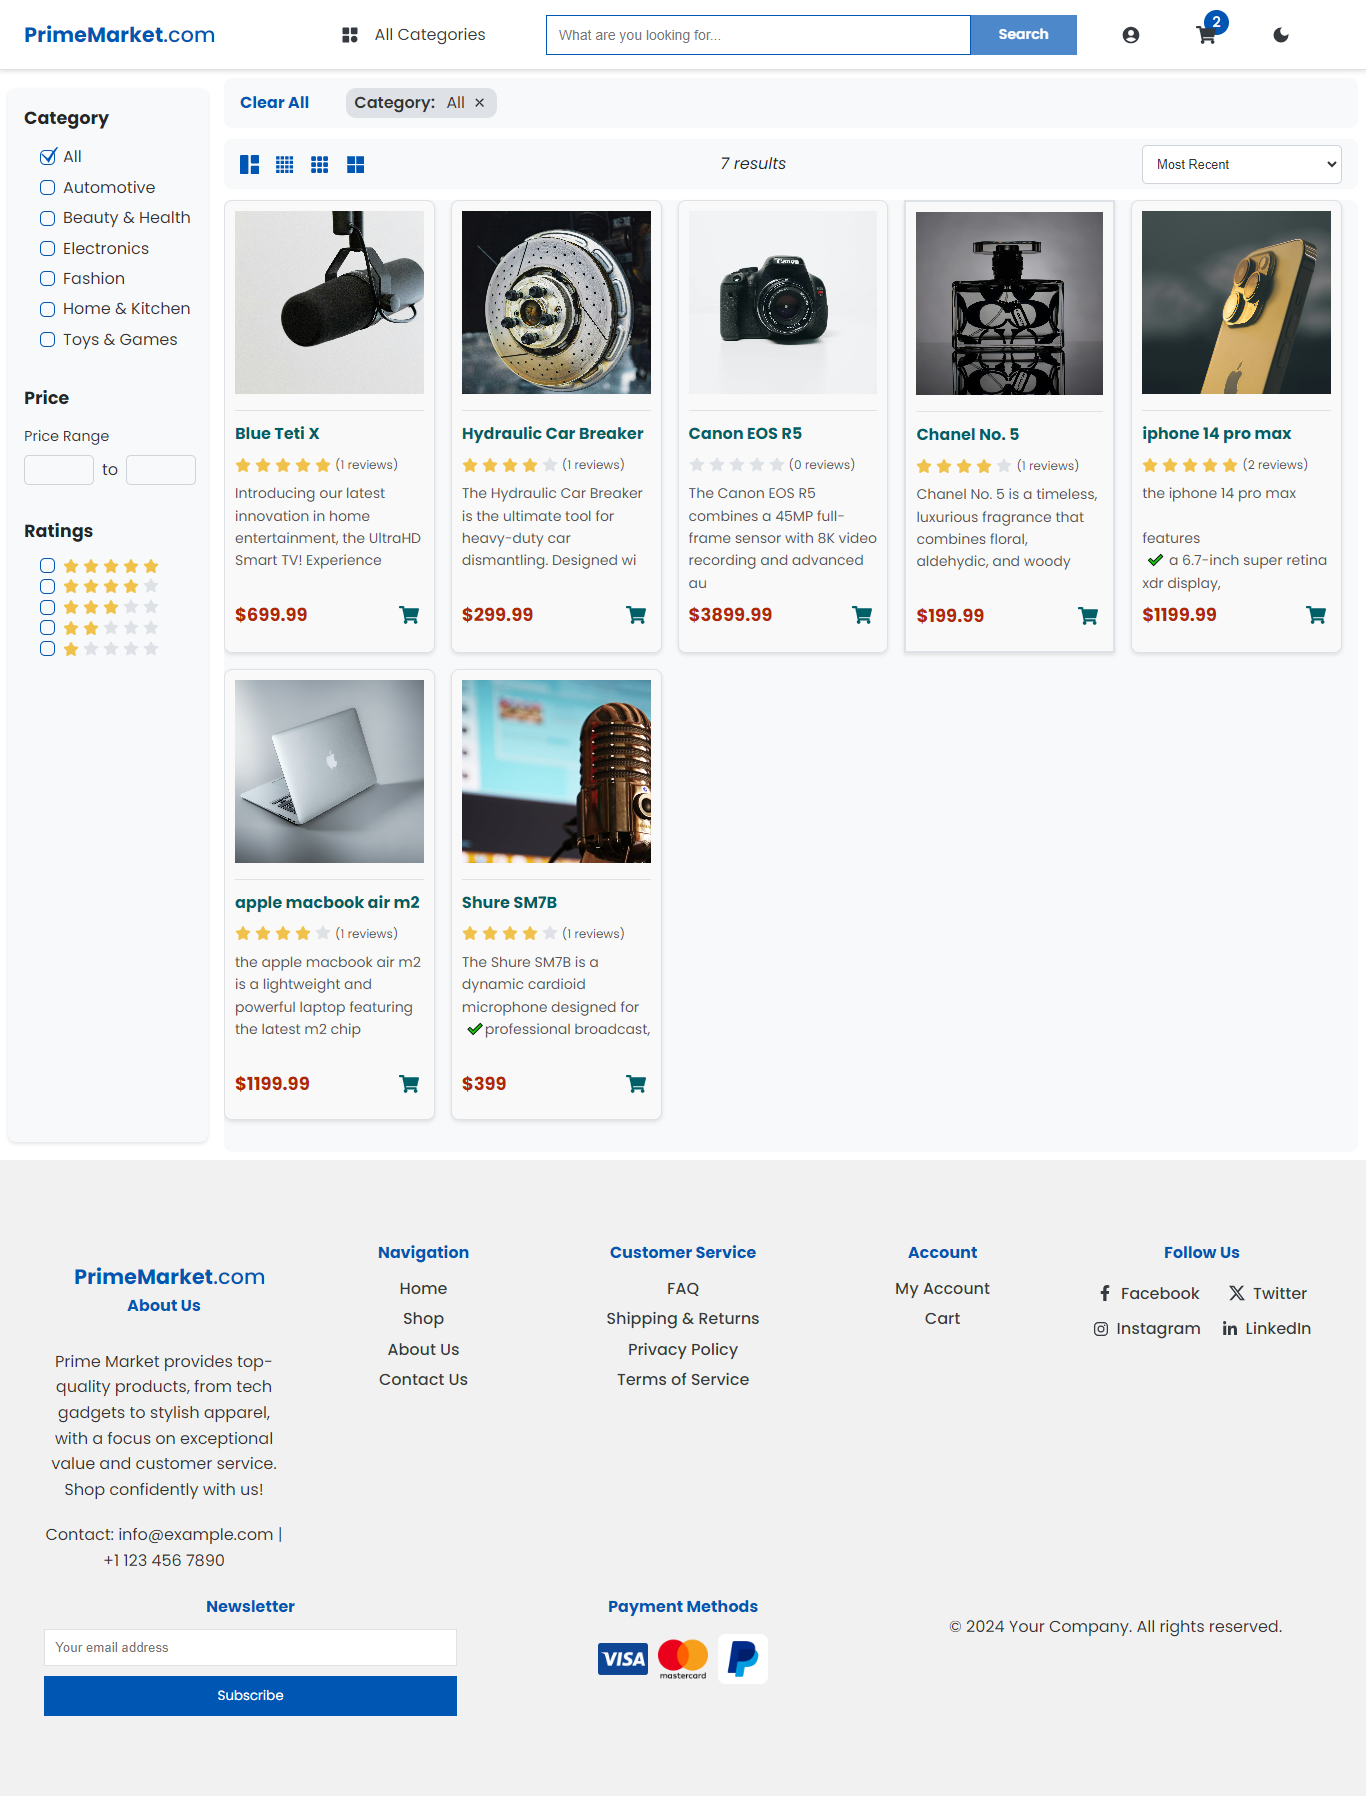 PrimeMarket.com
All Categories
What are you looking for...
Search
2
Clear All
Category: All ×
Category
All
Automotive
Beauty & Health
Electronics
Fashion
Home & Kitchen
Toys & Games
Price
Price Range
to
Ratings
7 results
Most Recent
Blue Teti X
(1 reviews)
Introducing our latest
innovation in home
entertainment, the UltraHD
Smart TV! Experience
$699.99
Hydraulic Car Breaker
(1 reviews)
The Hydraulic Car Breaker
is the ultimate tool for
heavy-duty car
dismantling. Designed wi
$299.99
Canon EOS R5
(0 reviews)
The Canon EOS R5
combines a 45MP full-
frame sensor with 8K video
recording and advanced
au
$3899.99
Chanel No. 5
(1 reviews)
Chanel No. 5 is a timeless,
luxurious fragrance that
combines floral,
aldehydic, and woody
$199.99
iphone 14 pro max
(2 reviews)
the iphone 14 pro max
features
✔ a 6.7-inch super retina
xdr display,
$1199.99
apple macbook air m2
(1 reviews)
the apple macbook air m2
is a lightweight and
powerful laptop featuring
the latest m2 chip
$1199.99
Shure SM7B
(1 reviews)
The Shure SM7B is a
dynamic cardioid
microphone designed for
✔professional broadcast,
$399
PrimeMarket.com
About Us
Prime Market provides top-
quality products, from tech
gadgets to stylish apparel,
with a focus on exceptional
value and customer service.
Shop confidently with us!
Contact: info@example.com |
+1 123 456 7890
Navigation
Home
Shop
About Us
Contact Us
Customer Service
FAQ
Shipping & Returns
Privacy Policy
Terms of Service
Account
My Account
Cart
Follow Us
Facebook
Twitter
Instagram
LinkedIn
Newsletter
Your email address
Subscribe
Payment Methods
VISA
mastercard
© 2024 Your Company. All rights reserved.